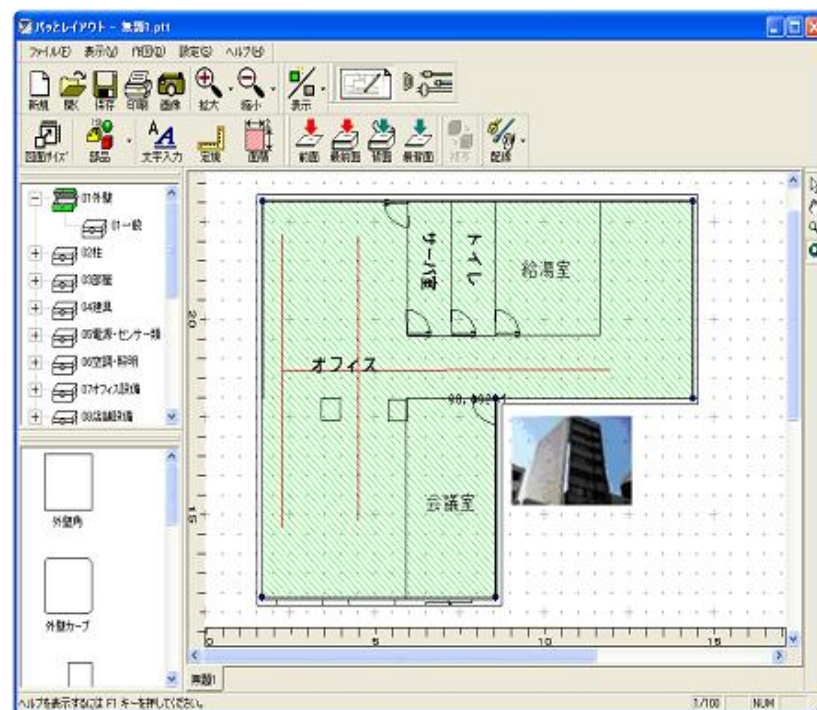 パッとレイアウト - 無題1.pt1
ファイル(F) 表示(V) 作図(D) 設定(S) ヘルプ(H)
新規 開く 保存 印刷 画像 拡大 縮小 表示
図面サイズ 部品 文字入力 定規 面積 前面 最前面 背面 最背面 配線
01外壁
01一般
02柱
03部屋
04建具
05電源・センサー類
06空調・照明
07オフィス設備
08店舗設備
外壁角
外壁カーブ
サーバ室
トイレ
給湯室
オフィス
会議室
20
15
0 5 10 15
無題1
ヘルプを表示するには F1 キーを押してください。
1/100 NUM